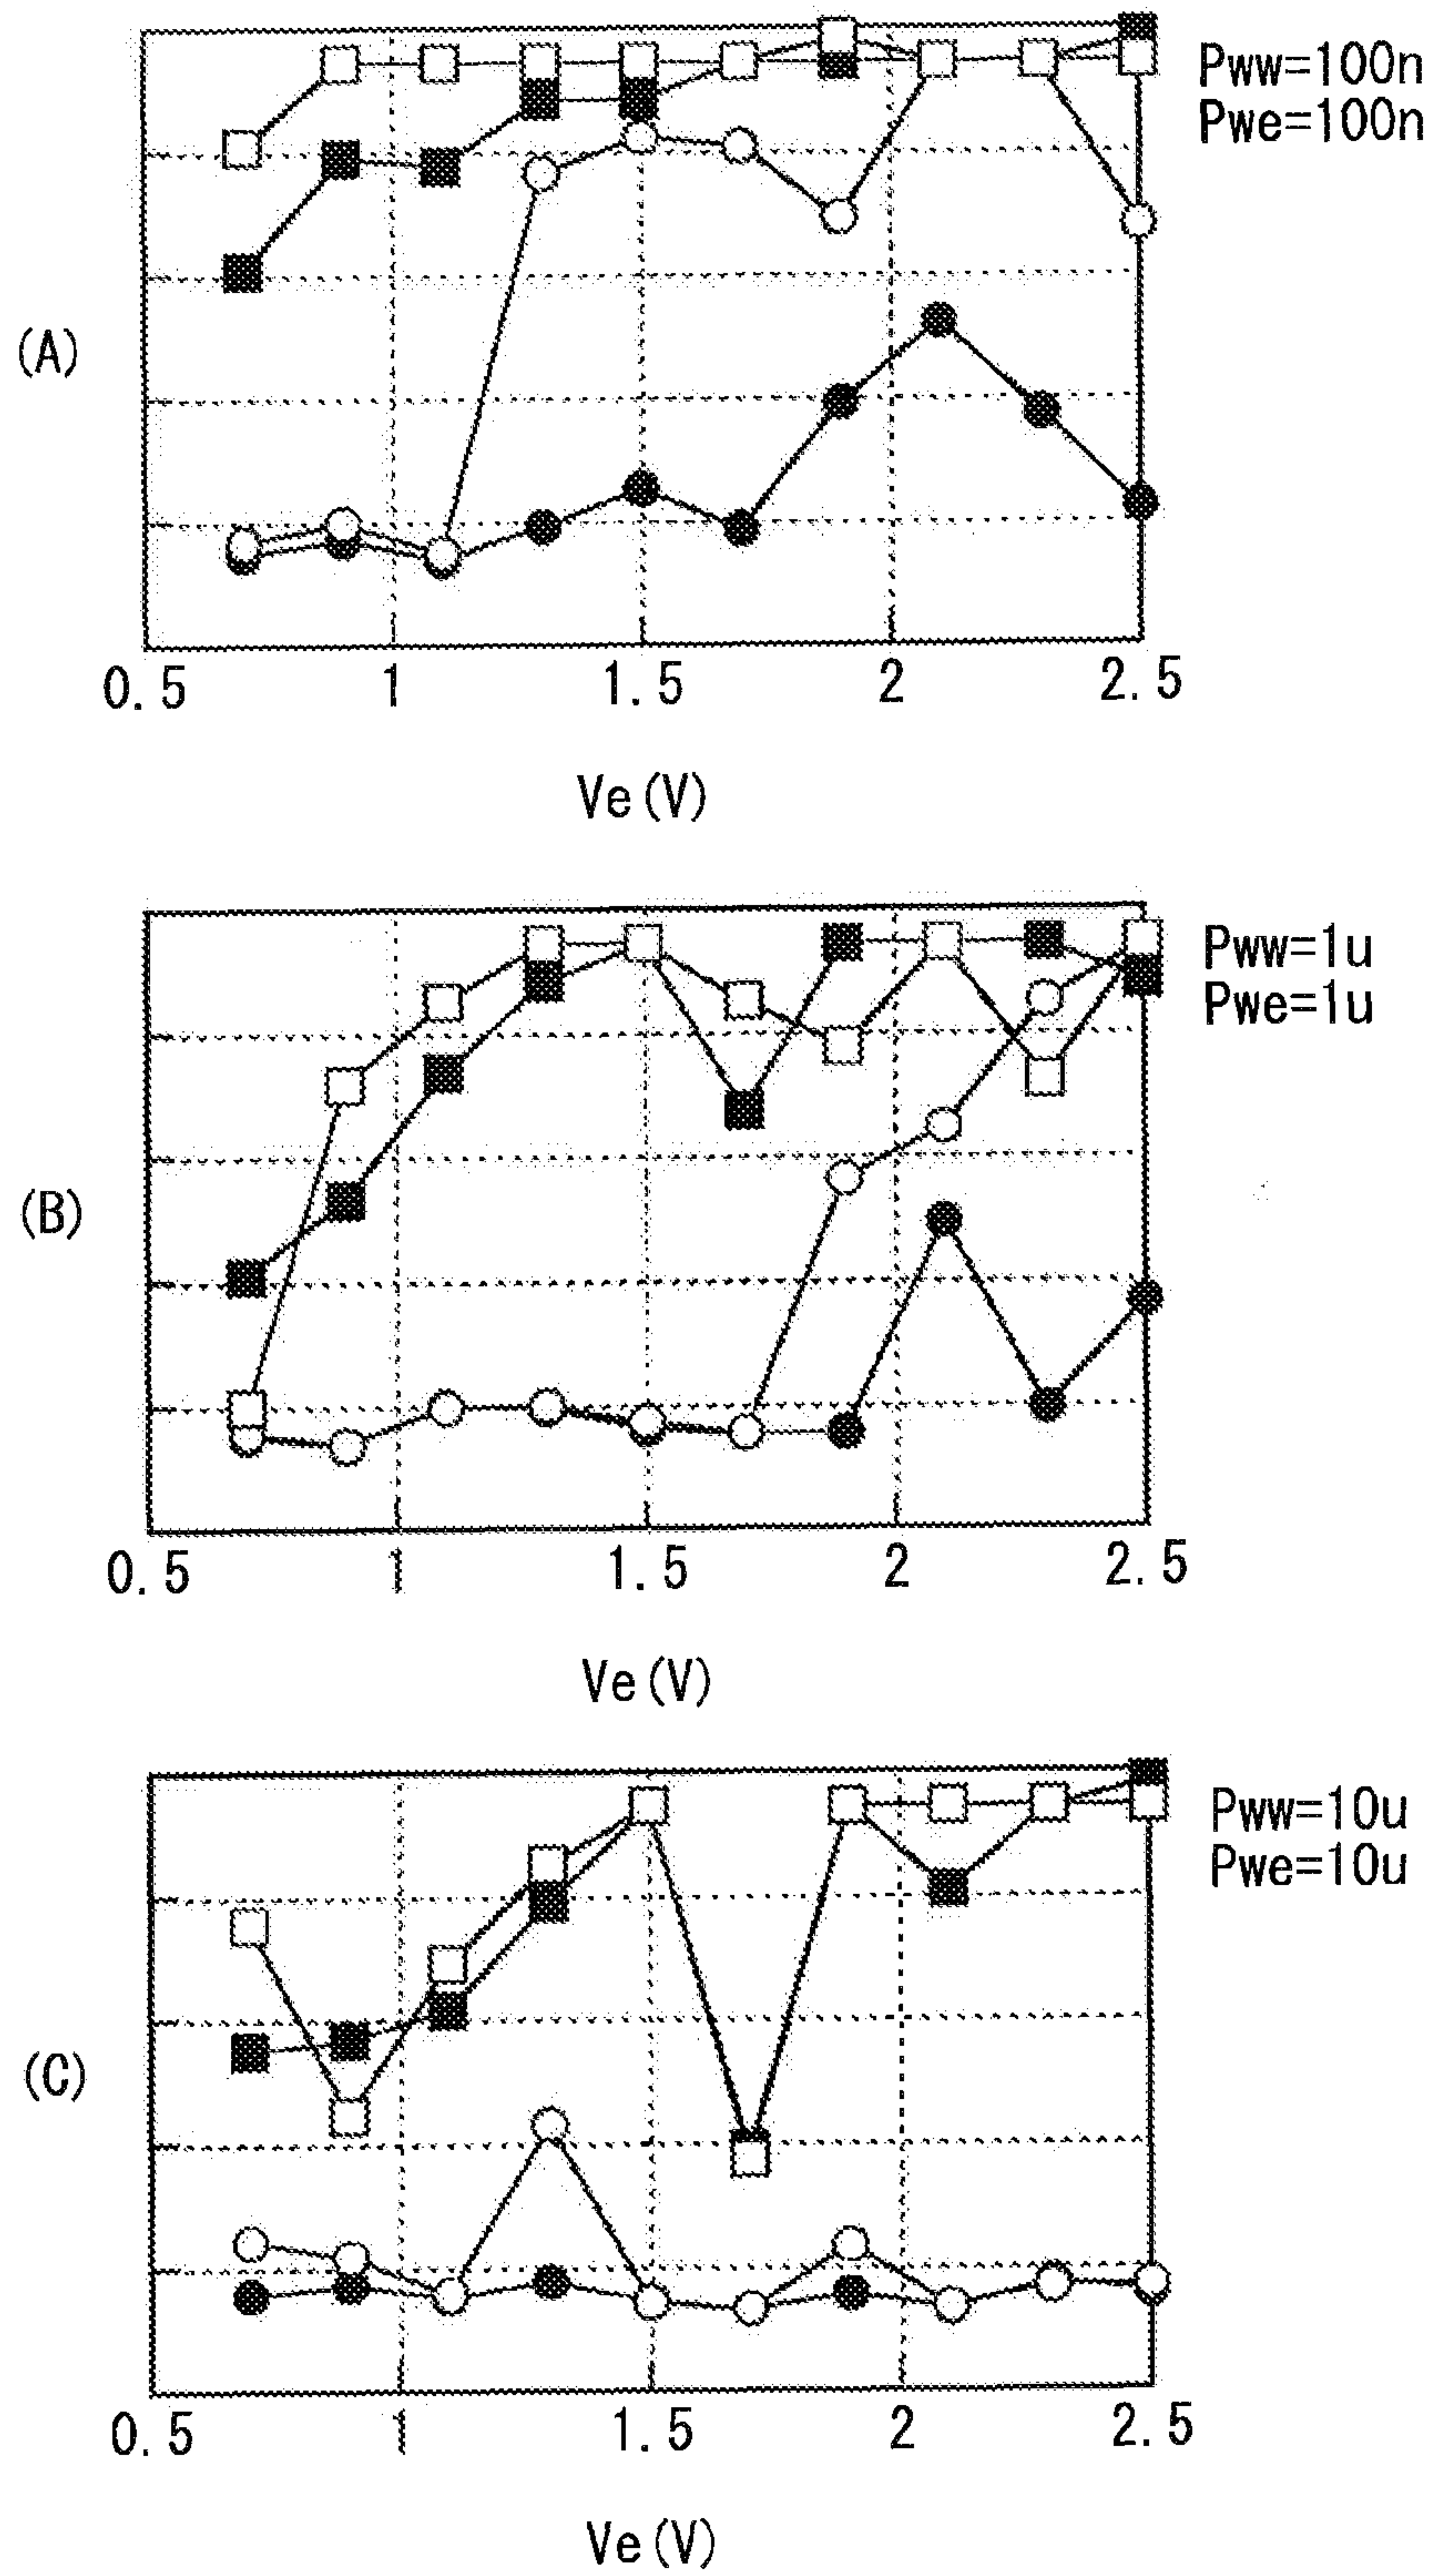 Pww=100n
Pwe=100n
(A)
0.5 1 1.5 2 2.5
Ve(V)
Pww=1u
Pwe=1u
(B)
0.5 1 1.5 2 2.5
Ve(V)
Pww=10u
Pwe=10u
(C)
0.5 1 1.5 2 2.5
Ve(V)